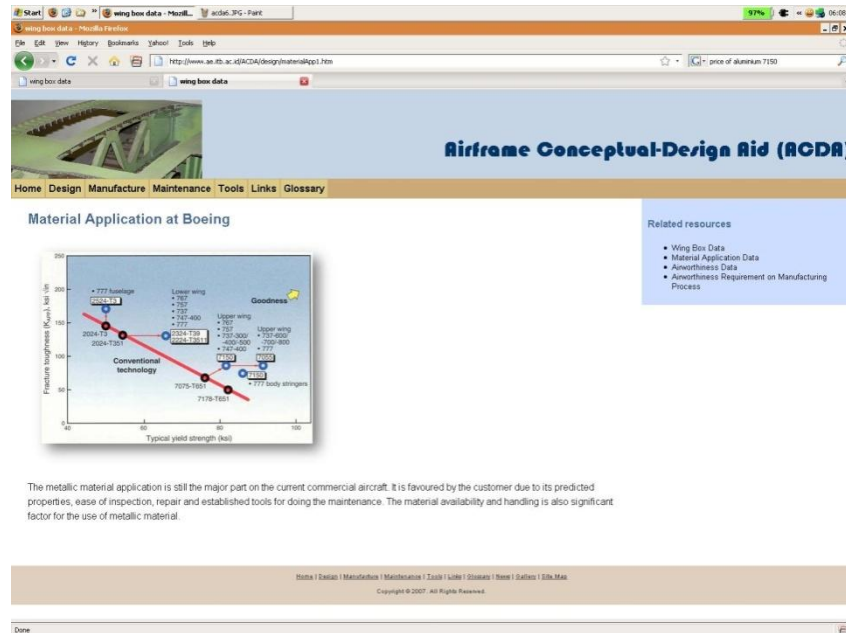 Start
wing box data - Mozill...
acda6.JPG - Paint
97%
06:08
wing box data - Mozilla Firefox
File Edit View History Bookmarks Yahoo! Tools Help
http://www.ae.itb.ac.id/ACDA/design/materialApp1.htm
price of aluminium 7150
wing box data
wing box data
Airframe Conceptual-Design Aid (ACDA)
Home Design Manufacture Maintenance Tools Links Glossary
Material Application at Boeing
Related resources
Wing Box Data
Material Application Data
Airworthiness Data
Airworthiness Requirement on Manufacturing
Process
Fracture toughness (Kapp), ksi √in
250
200
150
100
50
0
• 777 fuselage
2524-T3
2024-T3
2024-T351
Lower wing
• 767
• 757
• 737
• 747-400
• 777
2324-T39
2224-T3511
Goodness
Upper wing
• 767
• 757
• 737-300/
-400/-500
• 747-400
7150
Upper wing
• 737-600/
-700/-800
• 777
7055
Conventional
technology
7075-T651
7150
• 777 body stringers
7178-T651
40
60
80
100
Typical yield strength (ksi)
The metallic material application is still the major part on the current commercial aircraft. It is favoured by the customer due to its predicted
properties, ease of inspection, repair and established tools for doing the maintenance. The material availability and handling is also significant
factor for the use of metallic material.
Home | Design | Manufacture | Maintenance | Tools | Links | Glossary | News | Gallery | Site Map
Copyright © 2007. All Rights Reserved.
Done